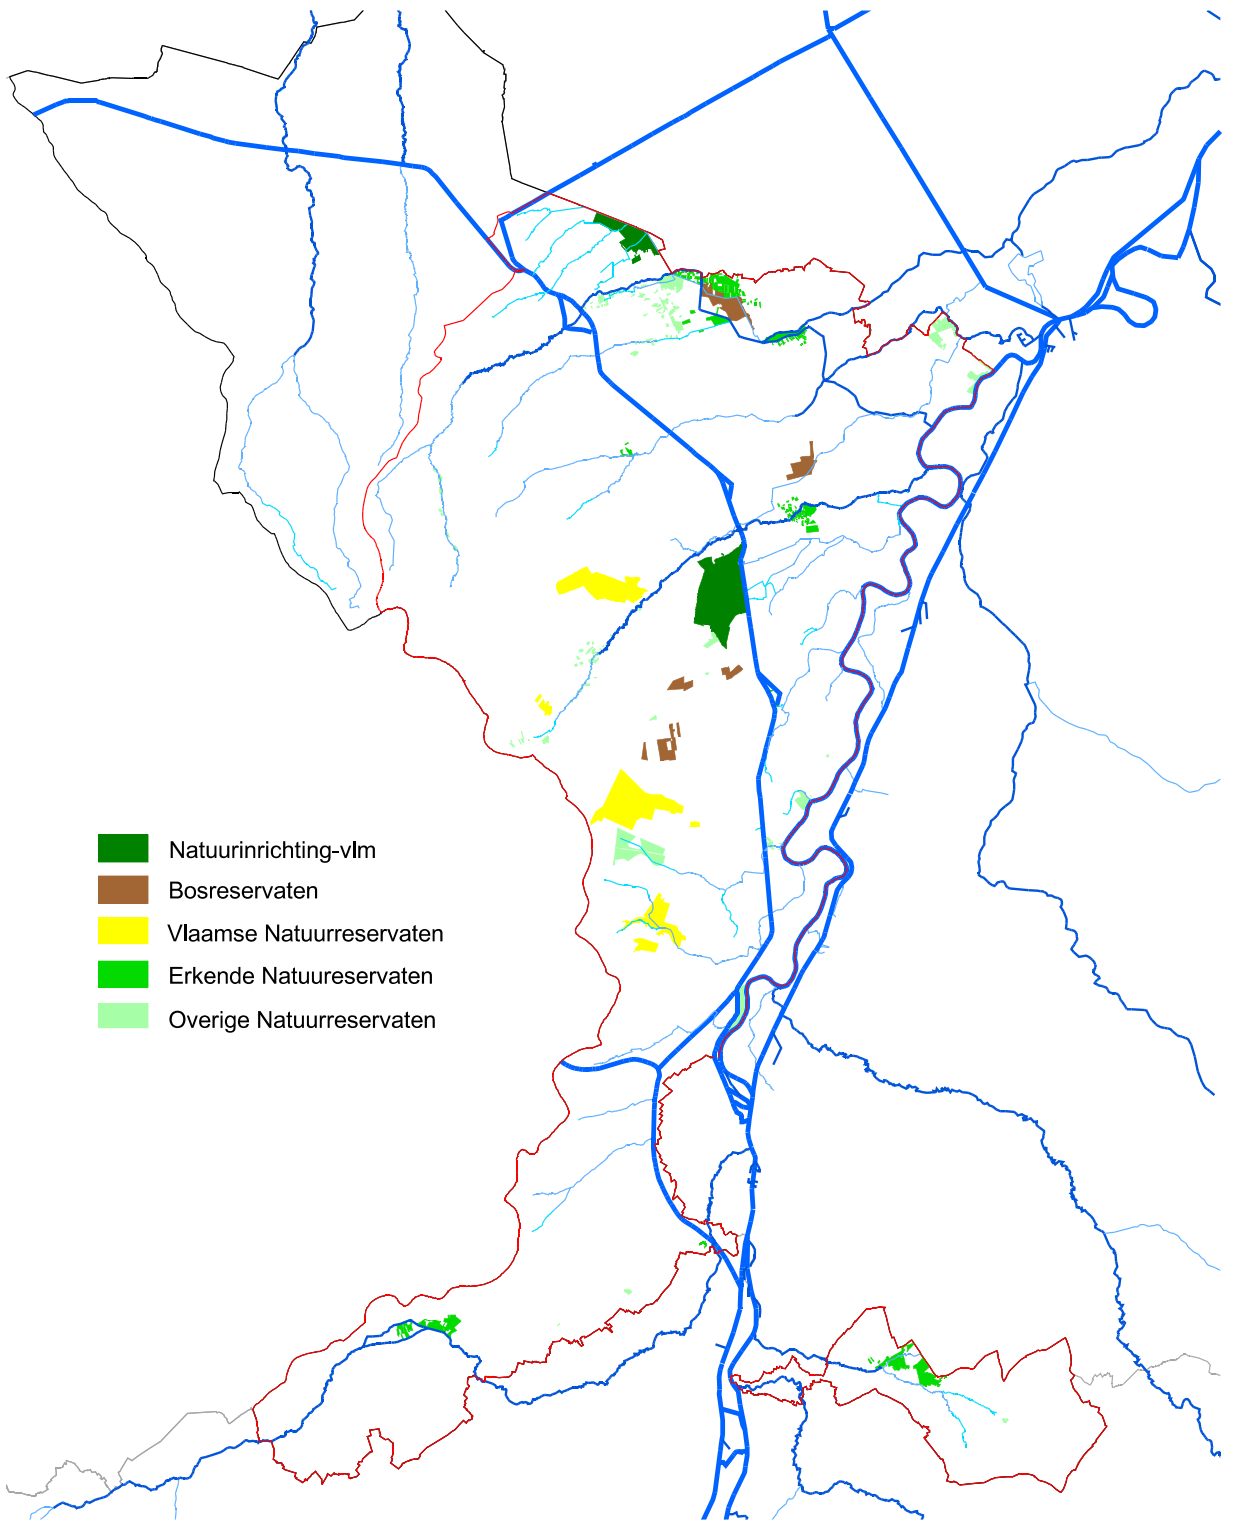 Natuurinrichting-vlm
Bosreservaten
Vlaamse Natuurreservaten
Erkende Natuureservaten
Overige Natuurreservaten